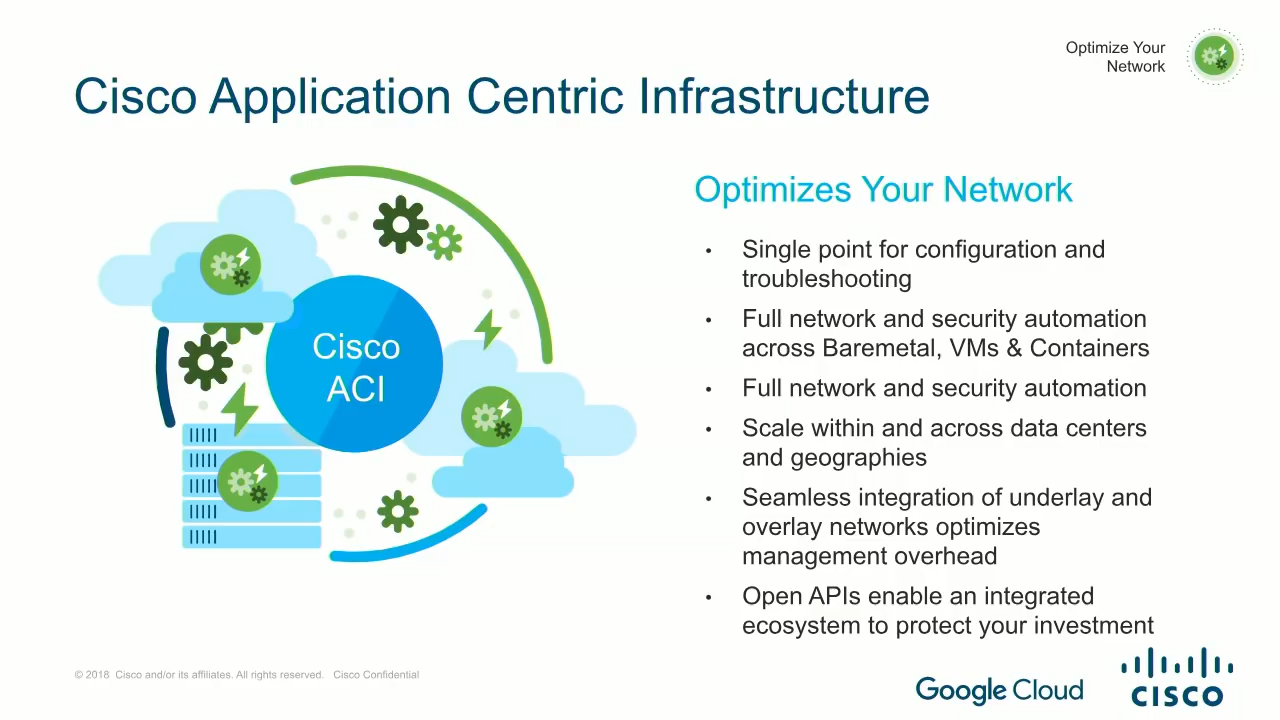 Optimize Your
Network
Cisco Application Centric Infrastructure
Cisco
ACI
Optimizes Your Network
• Single point for configuration and
troubleshooting
• Full network and security automation
across Baremetal, VMs & Containers
• Full network and security automation
• Scale within and across data centers
and geographies
• Seamless integration of underlay and
overlay networks optimizes
management overhead
• Open APIs enable an integrated
ecosystem to protect your investment
© 2018 Cisco and/or its affiliates. All rights reserved. Cisco Confidential
Google Cloud
CISCO